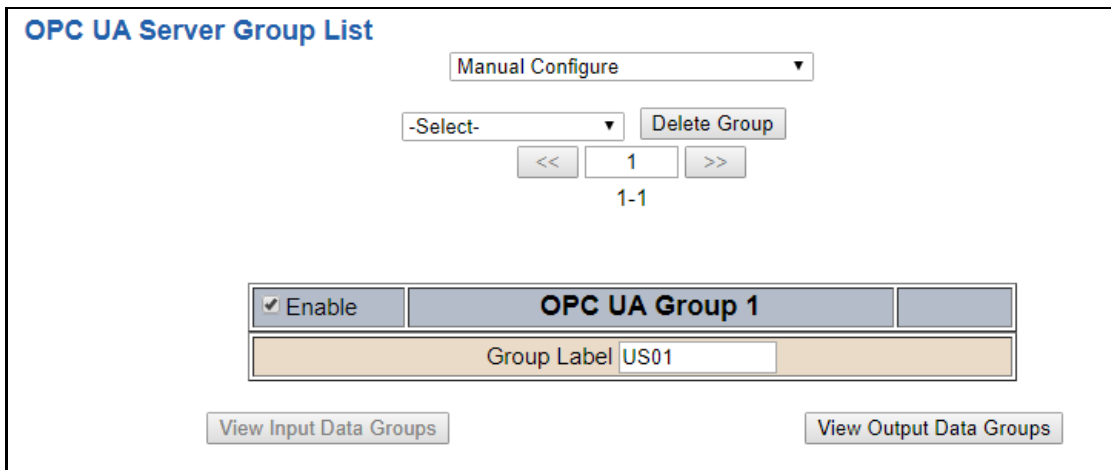 OPC UA Server Group List
Manual Configure
-Select- Delete Group
<< 1 >>
1-1
Enable OPC UA Group 1
Group Label US01
View Input Data Groups View Output Data Groups